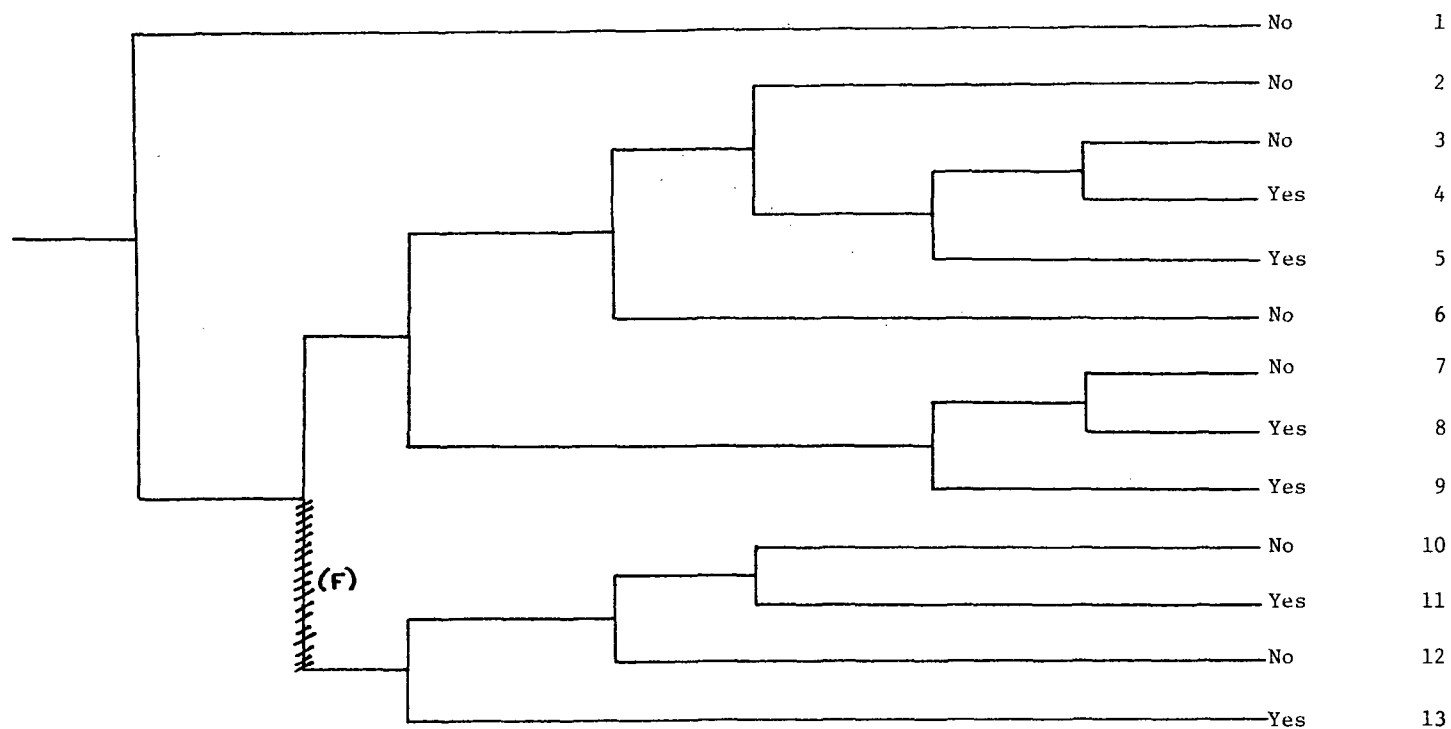 No 1
No 2
No 3
Yes 4
Yes 5
No 6
No 7
Yes 8
Yes 9
(F)
No 10
Yes 11
No 12
Yes 13